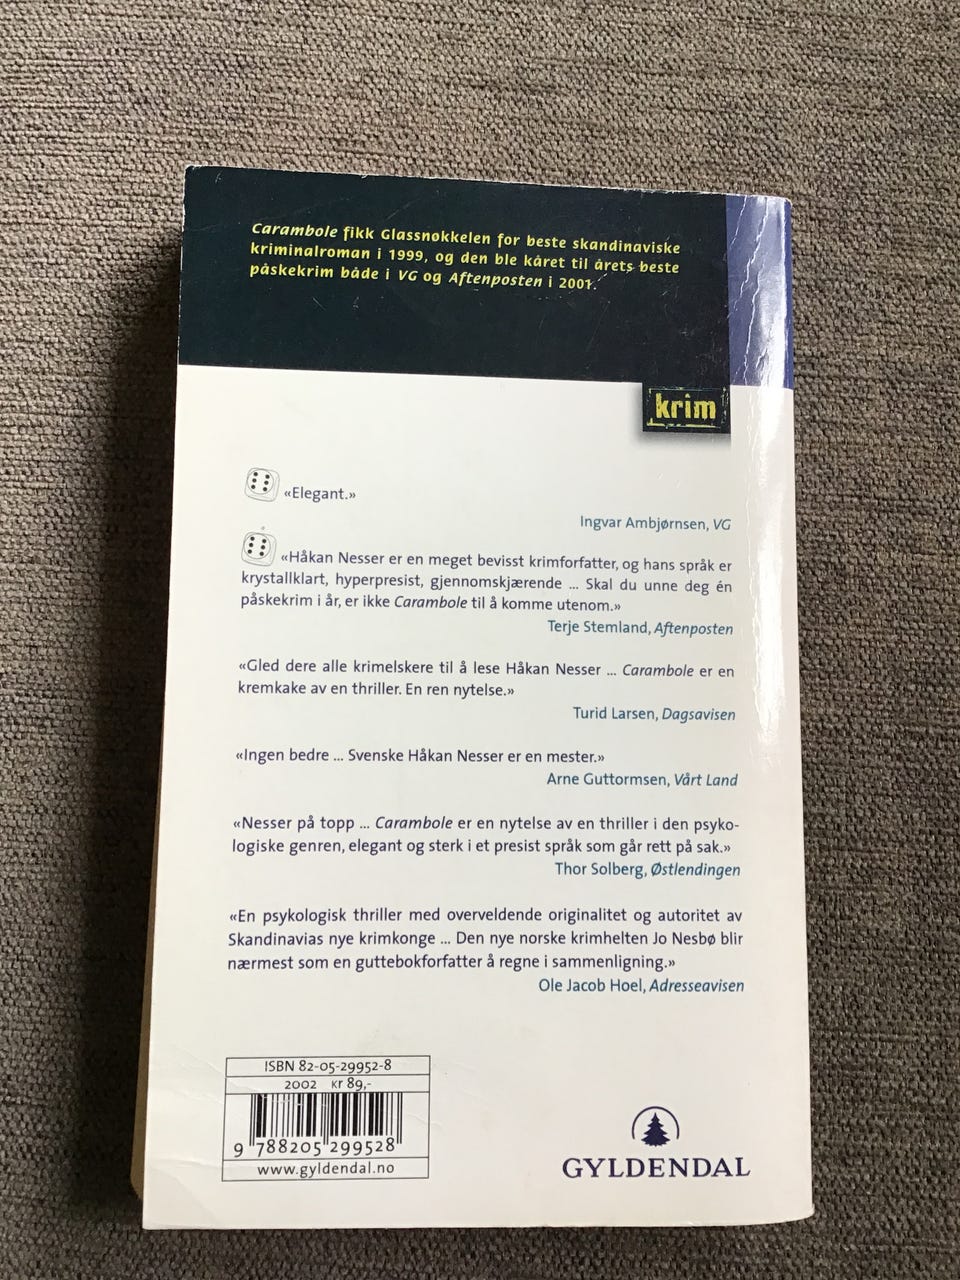 Carambole fikk Glassnøkkelen for beste skandinaviske
kriminalroman i 1999, og den ble kåret til årets beste
påskekrim både i VG og Aftenposten i 2001.
krim
«Elegant.»
Ingvar Ambjørnsen, VG
«Håkan Nesser er en meget bevisst krimforfatter, og hans språk er
krystallklart, hyperpresist, gjennomskjærende ... Skal du unne deg én
påskekrim i år, er ikke Carambole til å komme utenom.»
Terje Stemland, Aftenposten
«Gled dere alle krimelskere til å lese Håkan Nesser ... Carambole er en
kremkake av en thriller. En ren nytelse.»
Turid Larsen, Dagsavisen
«Ingen bedre ... Svenske Håkan Nesser er en mester.»
Arne Guttormsen, Vårt Land
«Nesser på topp ... Carambole er en nytelse av en thriller i den psyko-
logiske genren, elegant og sterk i et presist språk som går rett på sak.»
Thor Solberg, Østlendingen
«En psykologisk thriller med overveldende originalitet og autoritet av
Skandinavias nye krimkonge ... Den nye norske krimhelten Jo Nesbø blir
nærmest som en guttebokforfatter å regne i sammenligning.»
Ole Jacob Hoel, Adresseavisen
ISBN 82-05-29952-8
2002 kr 89,-
9 788205 299528
www.gyldendal.no
GYLDENDAL